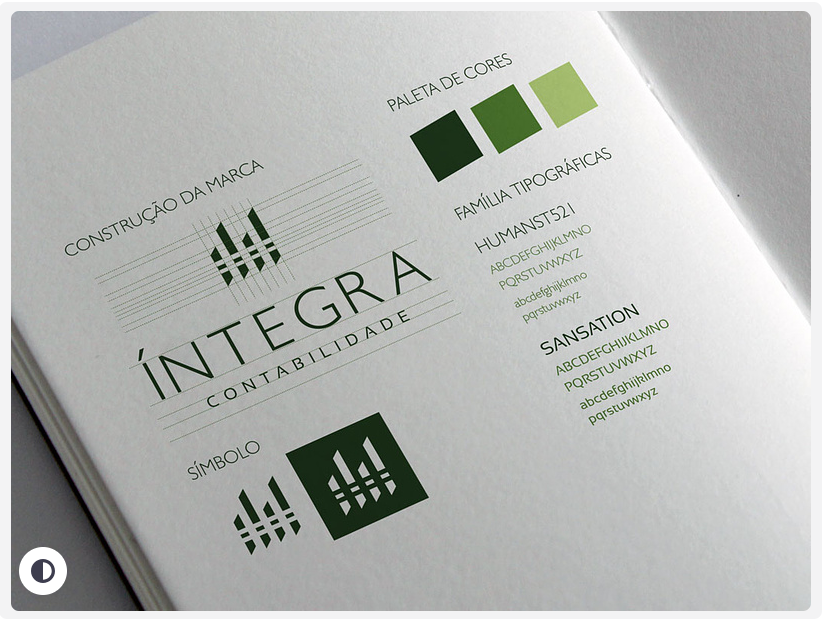 CONSTRUÇÃO DA MARCA
ÍNTEGRA
CONTABILIDADE
SÍMBOLO
PALETA DE CORES
FAMÍLIA TIPOGRÁFICAS
HUMANST521
ABCDEFGHIJKLMNO
PQRSTUVWXYZ
abcdefghijklmno
pqrstuvwxyz
SANSATION
ABCDEFGHIJKLMNO
PQRSTUVWXYZ
abcdefghijklmno
pqrstuvwxyz